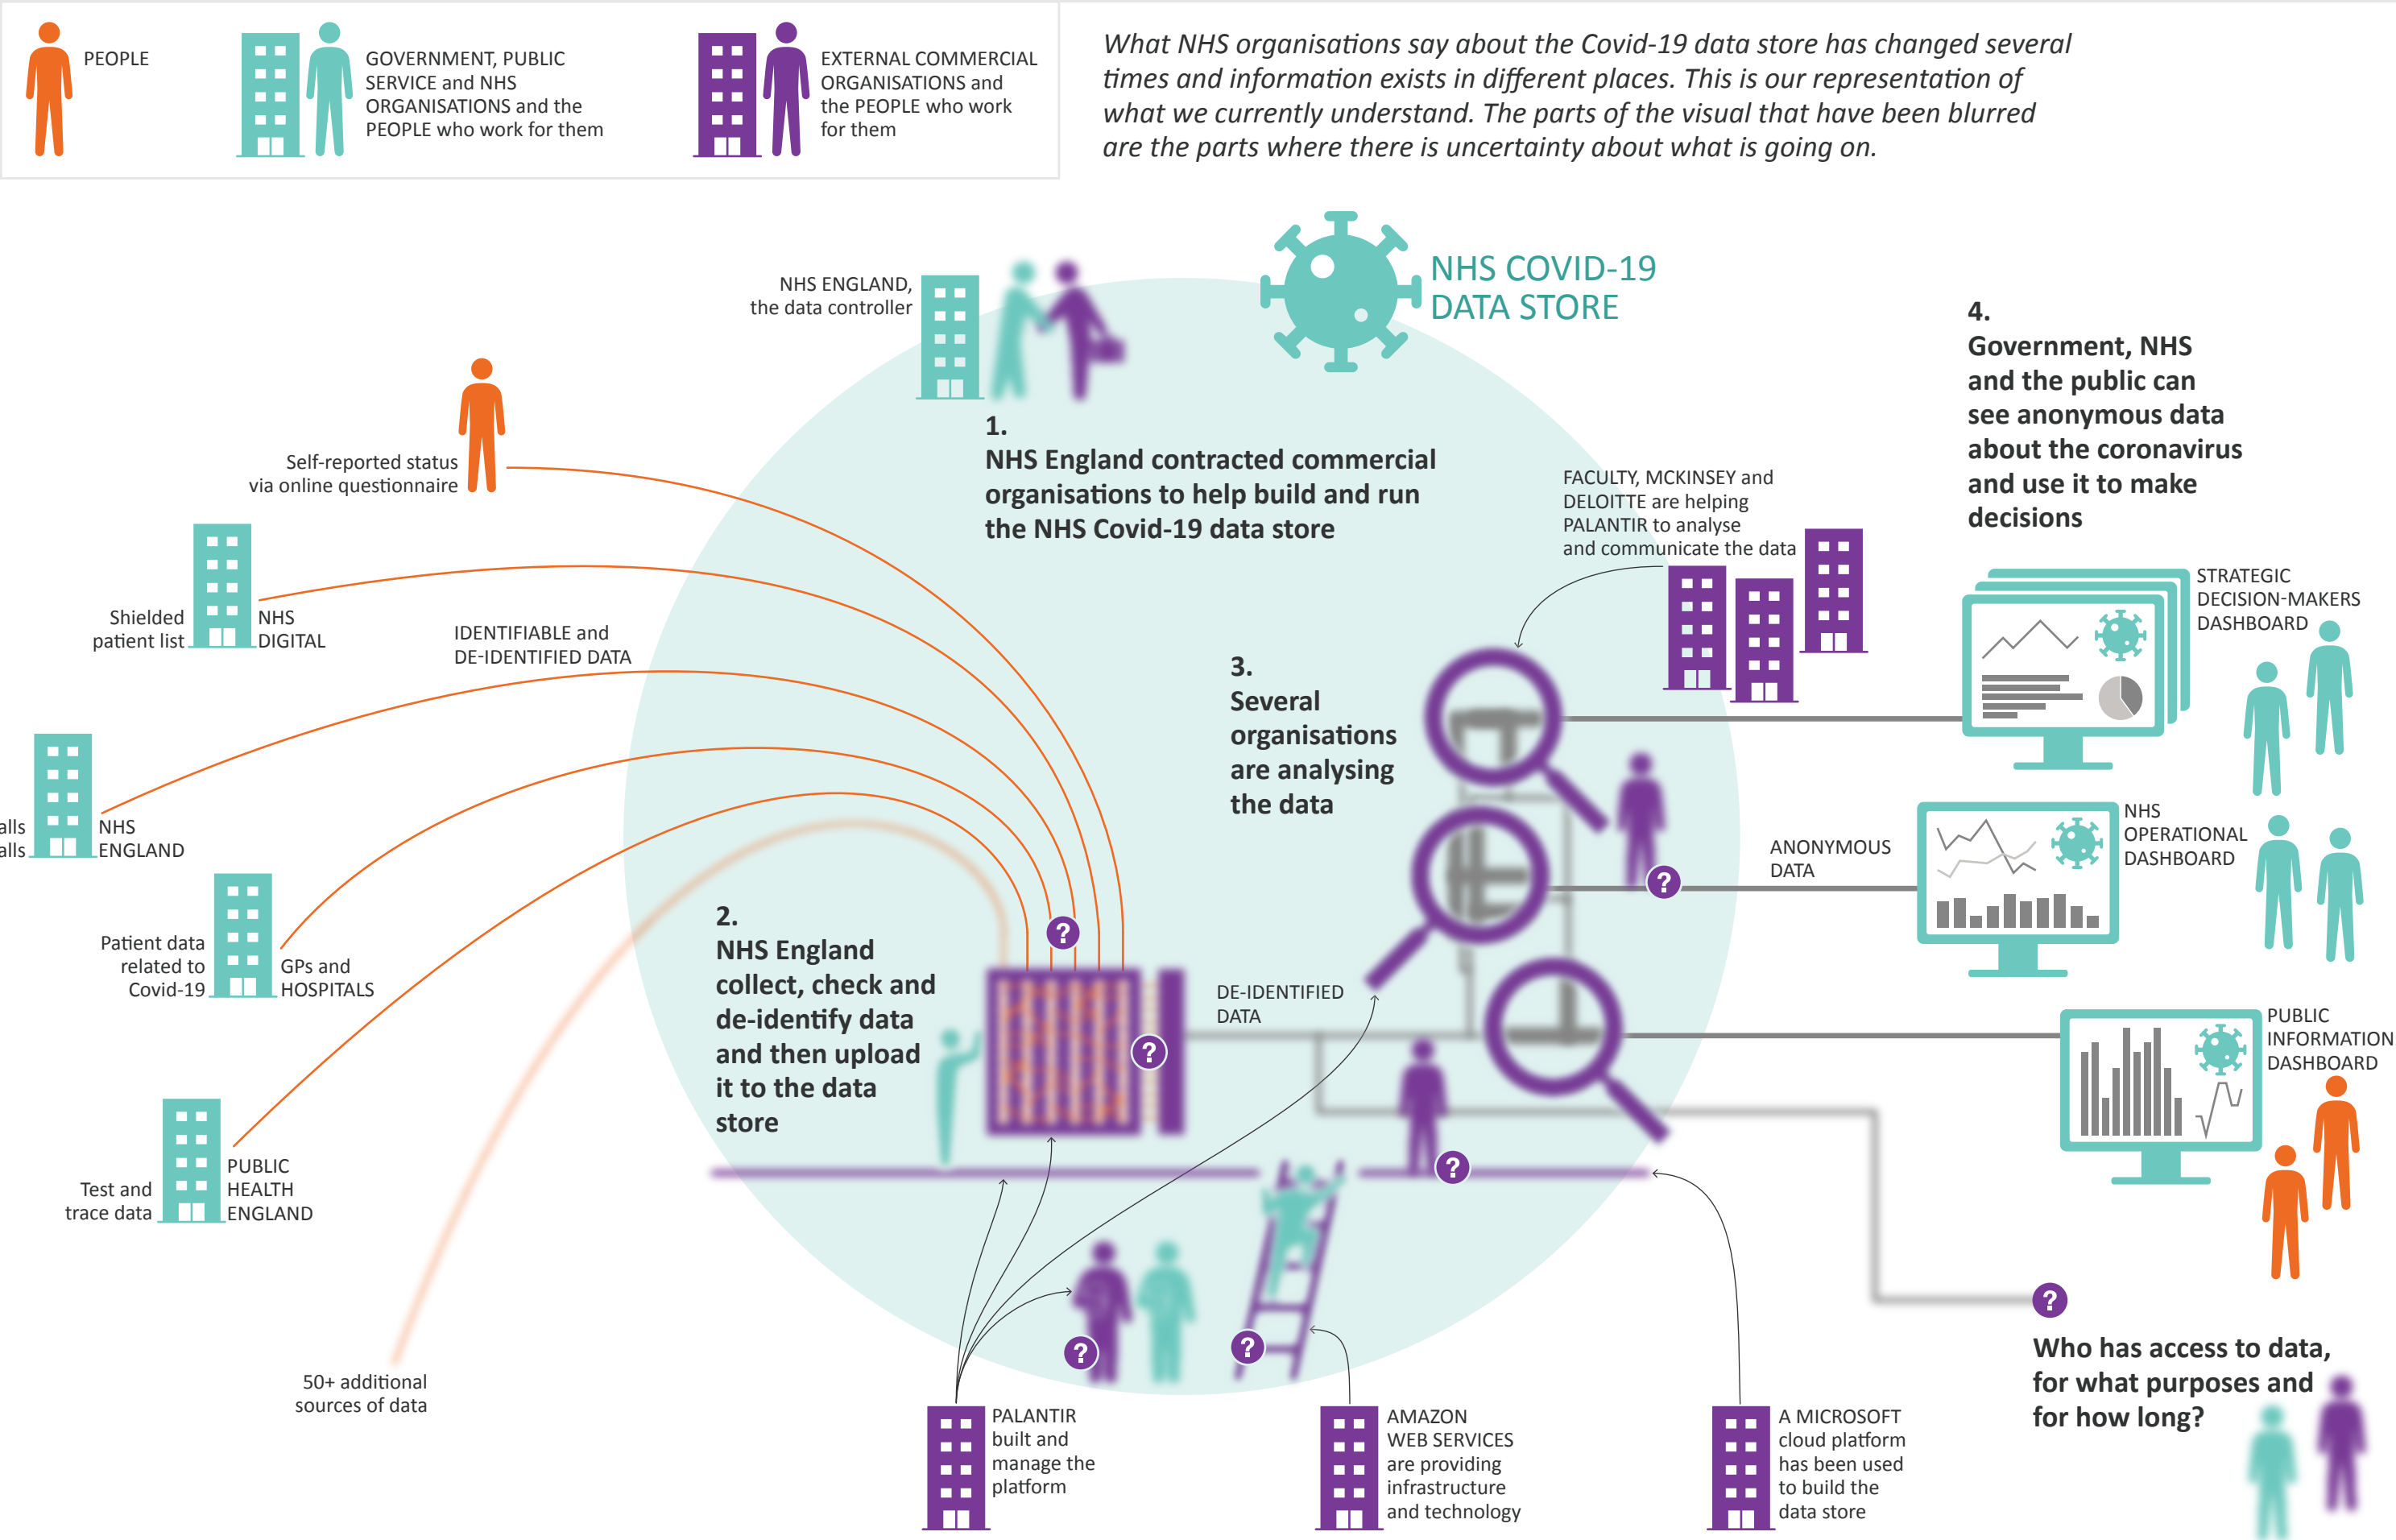 PEOPLE
GOVERNMENT, PUBLIC
SERVICE and NHS
ORGANISATIONS and the
PEOPLE who work for them
EXTERNAL COMMERCIAL
ORGANISATIONS and
the PEOPLE who work
for them
What NHS organisations say about the Covid-19 data store has changed several
times and information exists in different places. This is our representation of
what we currently understand. The parts of the visual that have been blurred
are the parts where there is uncertainty about what is going on.
NHS COVID-19
DATA STORE
NHS ENGLAND,
the data controller
1.
NHS England contracted commercial
organisations to help build and run
the NHS Covid-19 data store
Self-reported status
via online questionnaire
Shielded
patient list
NHS
DIGITAL
IDENTIFIABLE and
DE-IDENTIFIED DATA
alls
alls
NHS
ENGLAND
Patient data
related to
Covid-19
GPs and
HOSPITALS
Test and
trace data
PUBLIC
HEALTH
ENGLAND
50+ additional
sources of data
2.
NHS England
collect, check and
de-identify data
and then upload
it to the data
store
?
?
DE-IDENTIFIED
DATA
3.
Several
organisations
are analysing
the data
FACULTY, MCKINSEY and
DELOITTE are helping
PALANTIR to analyse
and communicate the data
?
?
?
?
ANONYMOUS
DATA
4.
Government, NHS
and the public can
see anonymous data
about the coronavirus
and use it to make
decisions
STRATEGIC
DECISION-MAKERS
DASHBOARD
NHS
OPERATIONAL
DASHBOARD
PUBLIC
INFORMATION
DASHBOARD
?
Who has access to data,
for what purposes and
for how long?
PALANTIR
built and
manage the
platform
AMAZON
WEB SERVICES
are providing
infrastructure
and technology
A MICROSOFT
cloud platform
has been used
to build the
data store